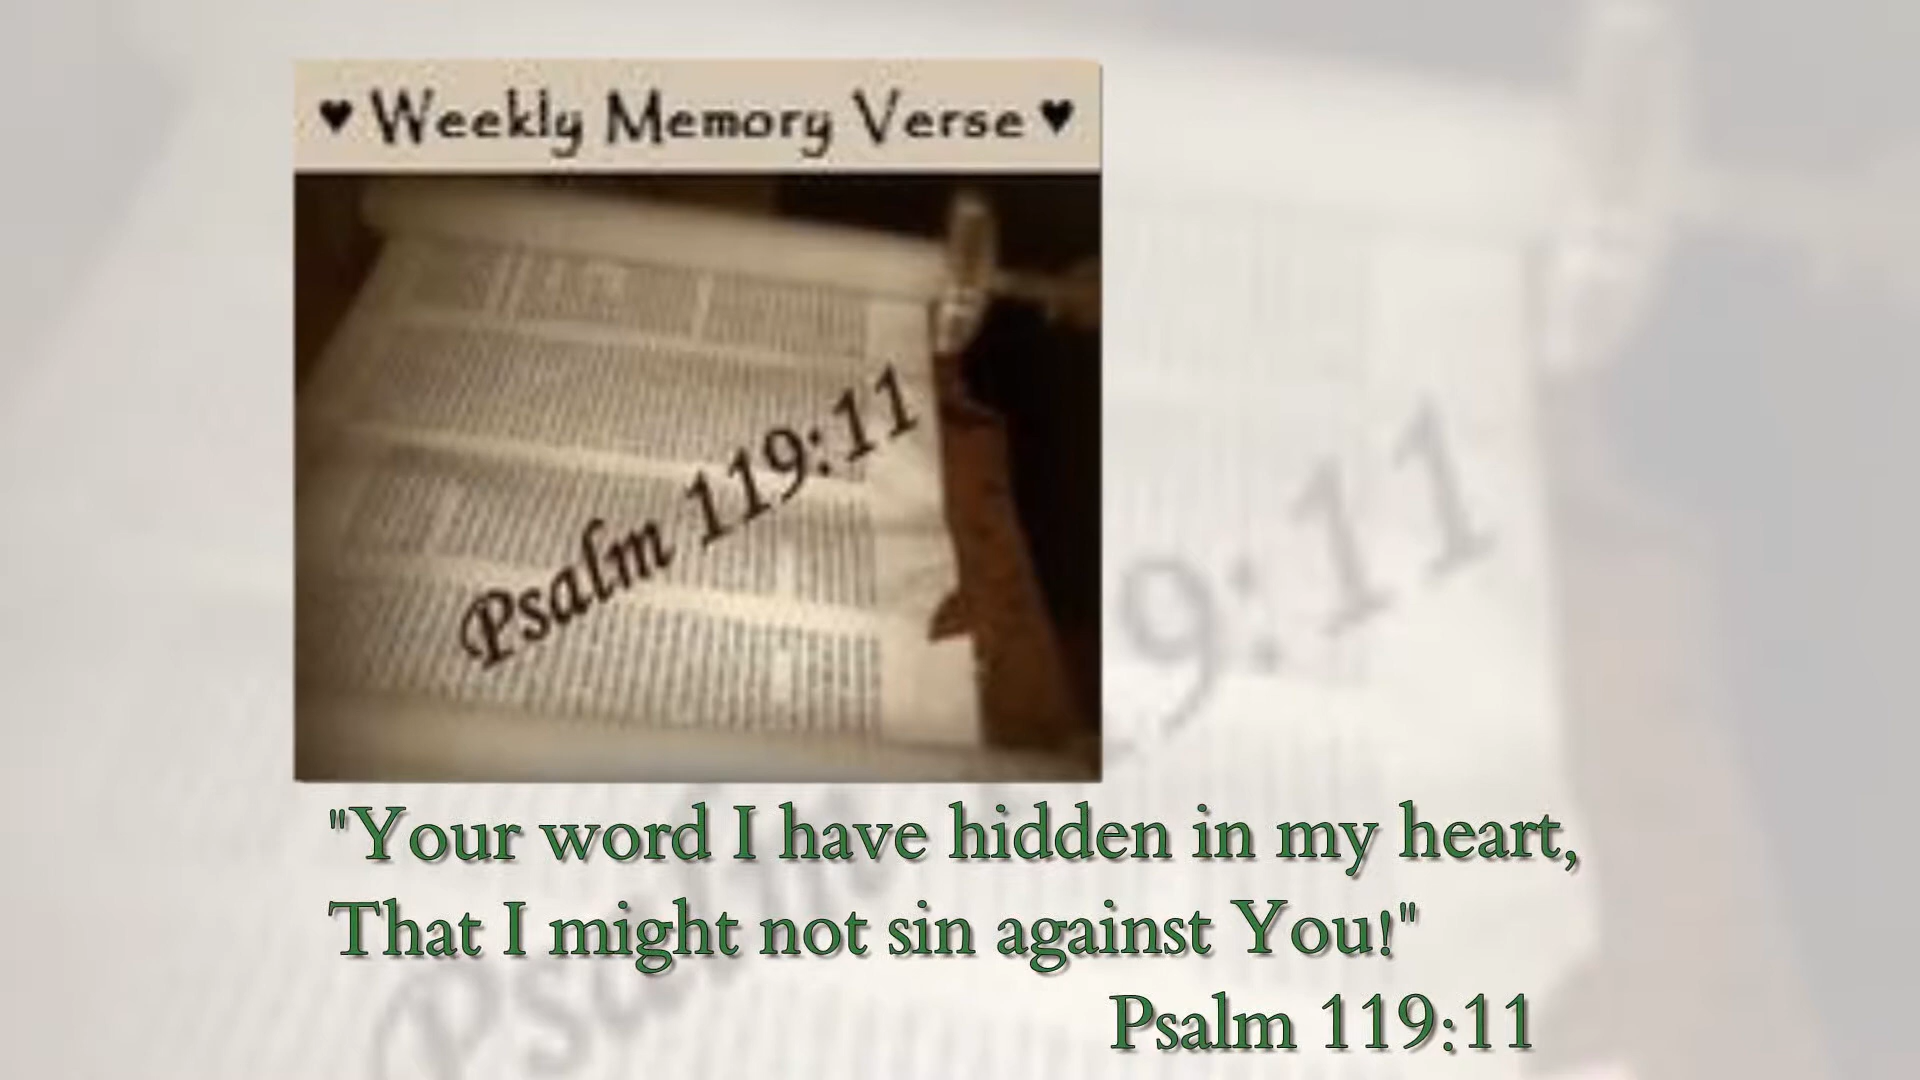 ♥ Weekly Memory Verse ♥
Psalm 119:11
"Your word I have hidden in my heart,
That I might not sin against You!"
Psalm 119:11